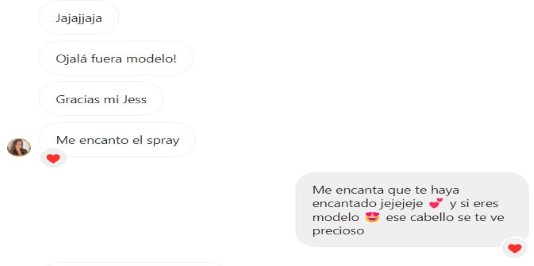 Jajajjaja
Ojalá fuera modelo!
Gracias mi Jess
Me encanto el spray
Me encanta que te haya
encantado jejejeje 💕 y si eres
modelo 😍 ese cabello se te ve
precioso